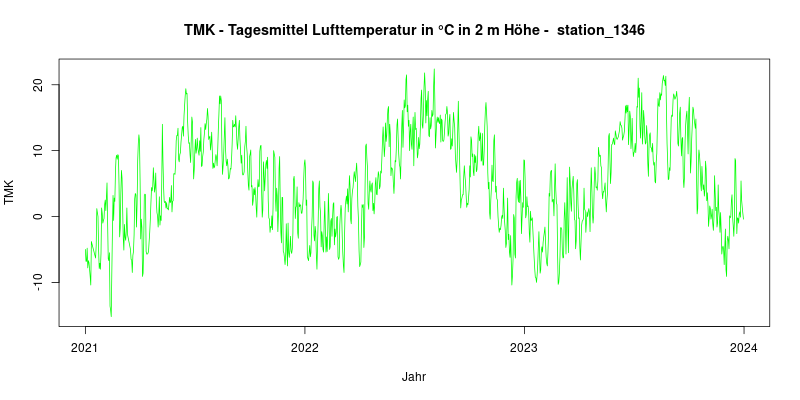 TMK - Tagesmittel Lufttemperatur in °C in 2 m Höhe -  station_1346
TMK
20
10
0
-10
2021
2022
2023
2024
Jahr